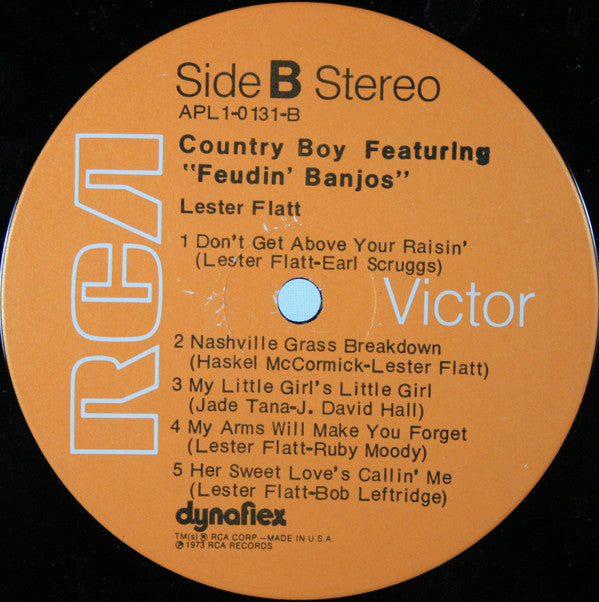 Side B Stereo
APL1-0131-B
Country Boy Featuring
"Feudin' Banjos"
Lester Flatt
1 Don't Get Above Your Raisin'
(Lester Flatt-Earl Scruggs)
RCA
Victor
2 Nashville Grass Breakdown
(Haskel McCormick-Lester Flatt)
3 My Little Girl's Little Girl
(Jade Tana-J. David Hall)
4 My Arms Will Make You Forget
(Lester Flatt-Ruby Moody)
5 Her Sweet Love's Callin' Me
(Lester Flatt-Bob Leftridge)
dynaflex
TM(s) ® RCA CORP.—MADE IN U.S.A.
℗ 1973 RCA RECORDS